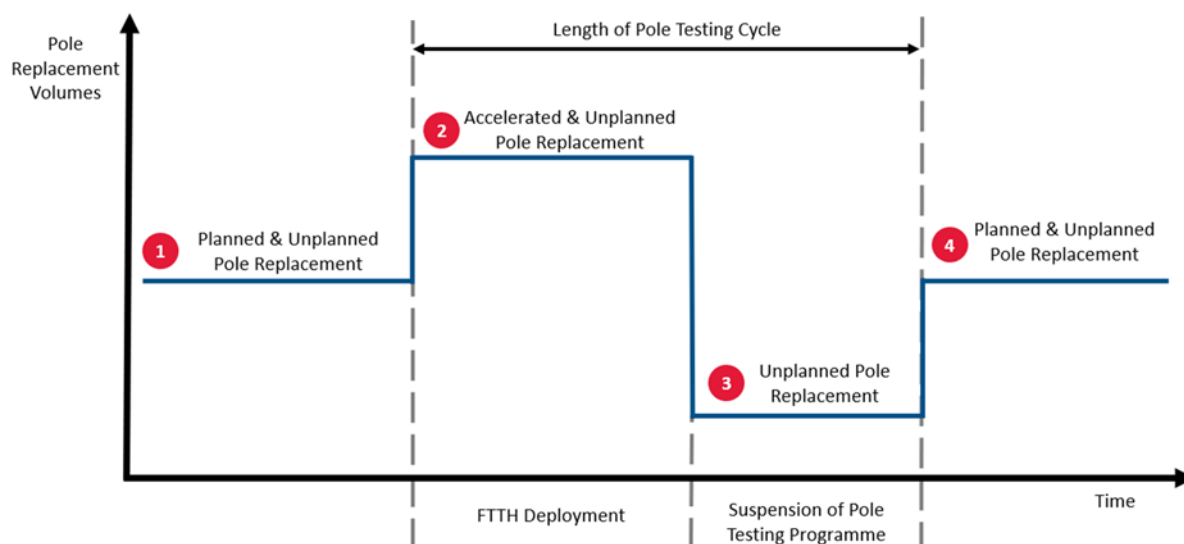 Pole
Replacement
Volumes
Length of Pole Testing Cycle
2
Accelerated & Unplanned
Pole Replacement
1
Planned & Unplanned
Pole Replacement
4
Planned & Unplanned
Pole Replacement
3
Unplanned Pole
Replacement
Time
FTTH Deployment
Suspension of Pole
Testing Programme